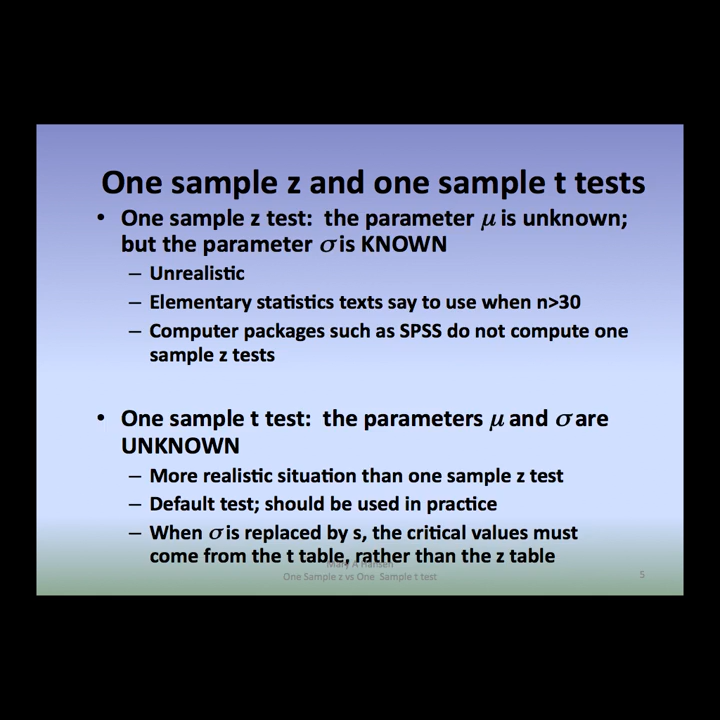 One sample z and one sample t tests
• One sample z test: the parameter μ is unknown;
but the parameter σ is KNOWN
– Unrealistic
– Elementary statistics texts say to use when n>30
– Computer packages such as SPSS do not compute one
sample z tests
• One sample t test: the parameters μ and σ are
UNKNOWN
– More realistic situation than one sample z test
– Default test; should be used in practice
– When σ is replaced by s, the critical values must
come from the t table, rather than the z table
Mary A Hansen
One Sample z vs One Sample t test
5